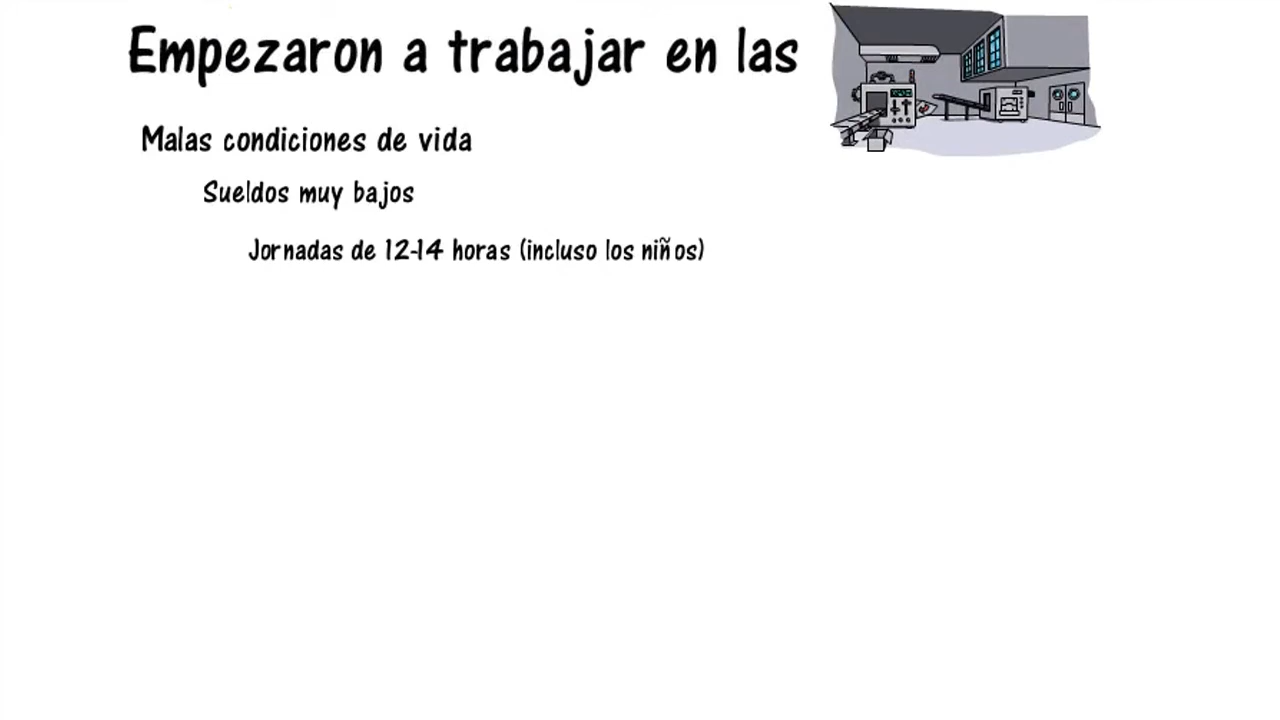 Empezaron a trabajar en las
Malas condiciones de vida
Sueldos muy bajos
Jornadas de 12-14 horas (incluso los niños)